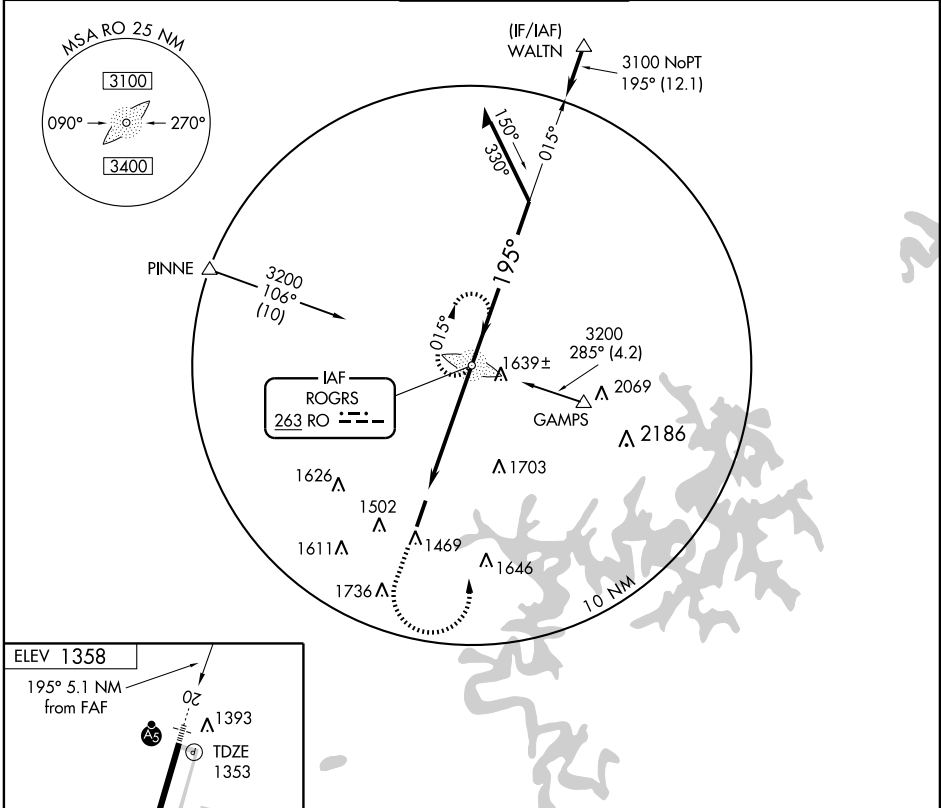 MSA RO 25 NM
3100
090°
270°
3400
(IF/IAF)
WALTN
3100 NoPT
195° (12.1)
150°
330°
015°
195°
PINNE
3200
106°
(10)
015°
1639±
3200
285° (4.2)
GAMPS
2069
2186
IAF
ROGRS
263 RO
1703
1626
1502
1611
1469
1646
1736
10 NM
ELEV 1358
195° 5.1 NM
from FAF
20
1393
A5
P
TDZE
1353